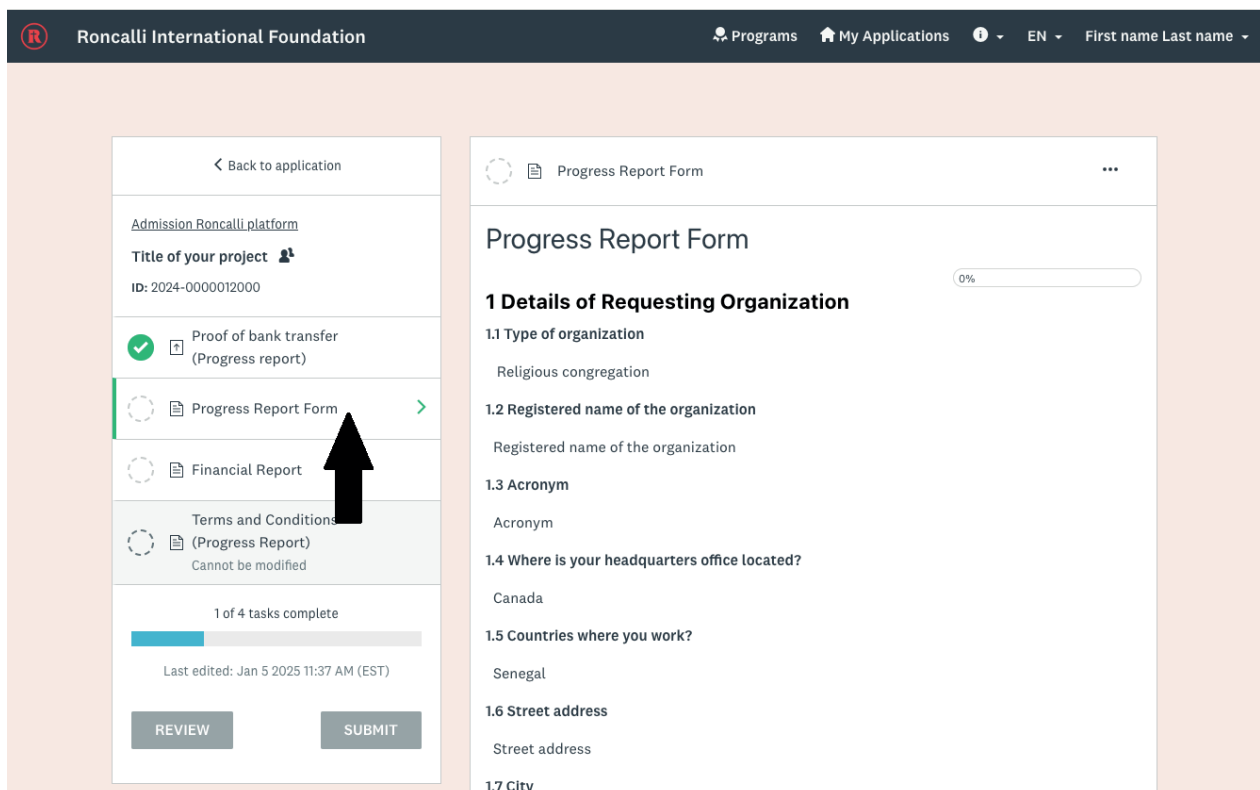 R
Roncalli International Foundation
Programs
My Applications
EN
First name Last name
Back to application
Admission Roncalli platform
Title of your project
ID: 2024-0000012000
Proof of bank transfer
(Progress report)
Progress Report Form
Financial Report
Terms and Conditions
(Progress Report)
Cannot be modified
1 of 4 tasks complete
Last edited: Jan 5 2025 11:37 AM (EST)
REVIEW
SUBMIT
Progress Report Form
...
Progress Report Form
0%
1 Details of Requesting Organization
1.1 Type of organization
Religious congregation
1.2 Registered name of the organization
Registered name of the organization
1.3 Acronym
Acronym
1.4 Where is your headquarters office located?
Canada
1.5 Countries where you work?
Senegal
1.6 Street address
Street address
1.7 City